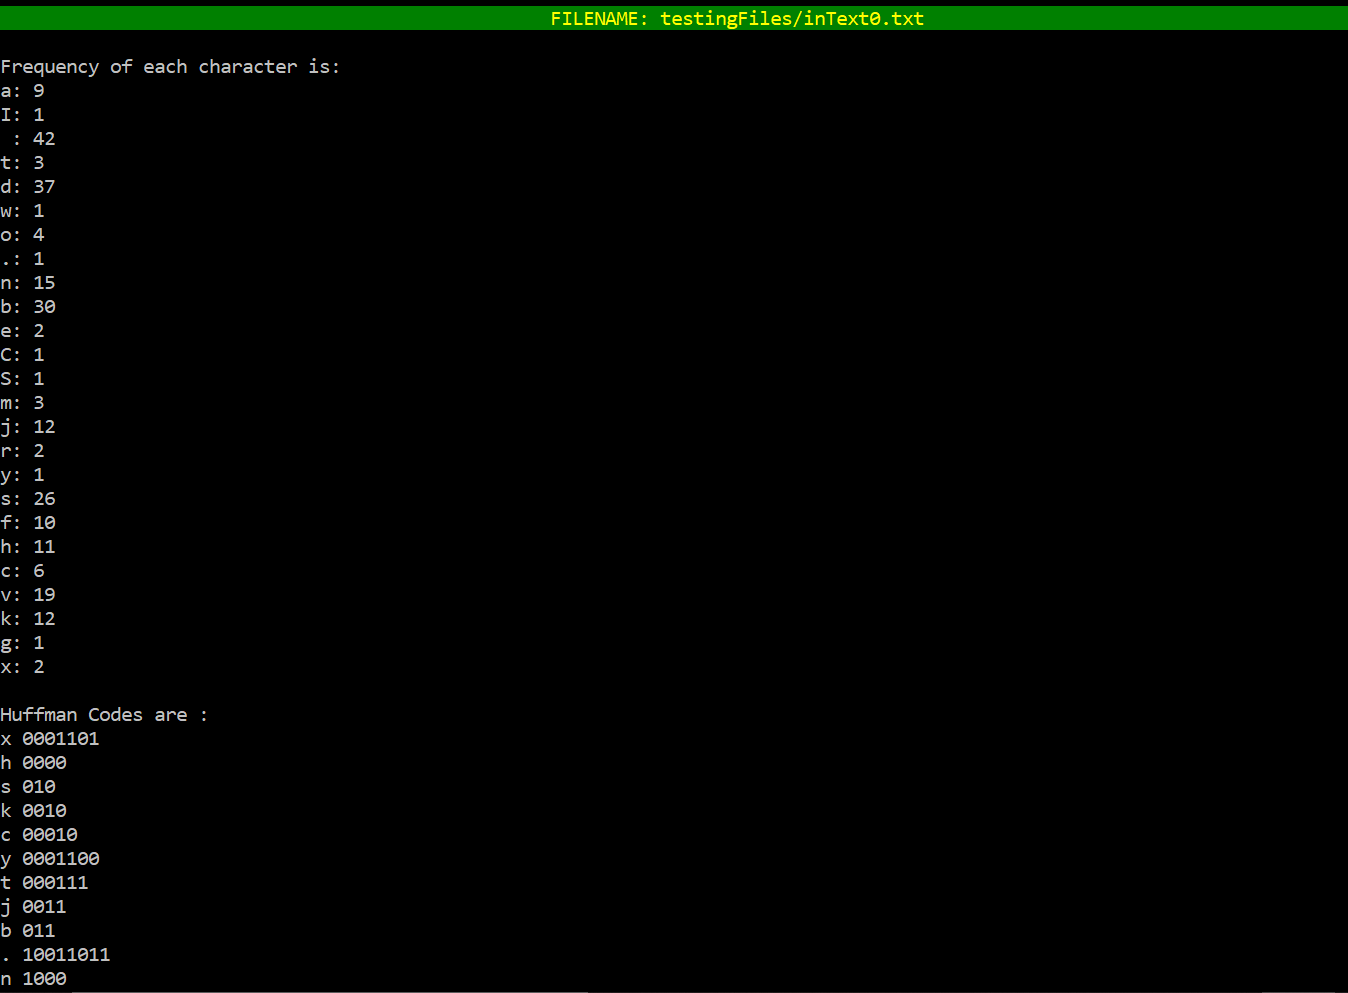 FILENAME: testingFiles/inText0.txt
Frequency of each character is:
a: 9
I: 1
 : 42
t: 3
d: 37
w: 1
o: 4
.: 1
n: 15
b: 30
e: 2
C: 1
S: 1
m: 3
j: 12
r: 2
y: 1
s: 26
f: 10
h: 11
c: 6
v: 19
k: 12
g: 1
x: 2
Huffman Codes are :
x 0001101
h 0000
s 010
k 0010
c 00010
y 0001100
t 000111
j 0011
b 011
. 10011011
n 1000